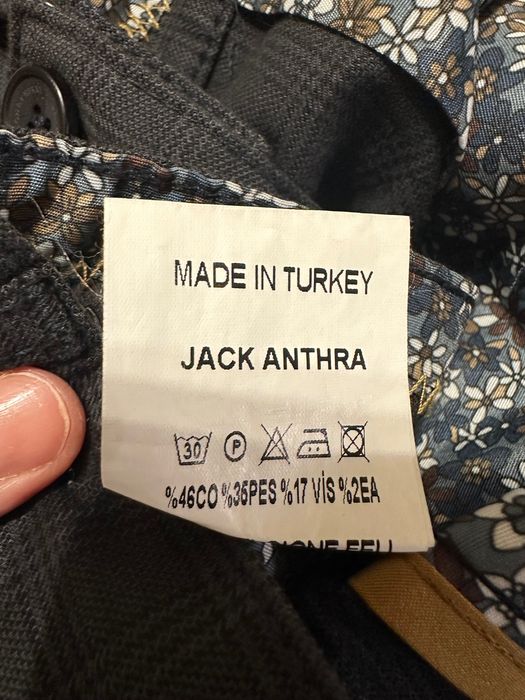 MADE IN TURKEY
JACK ANTHRA
30 P
%46CO %35PES %17 VİS %2EA